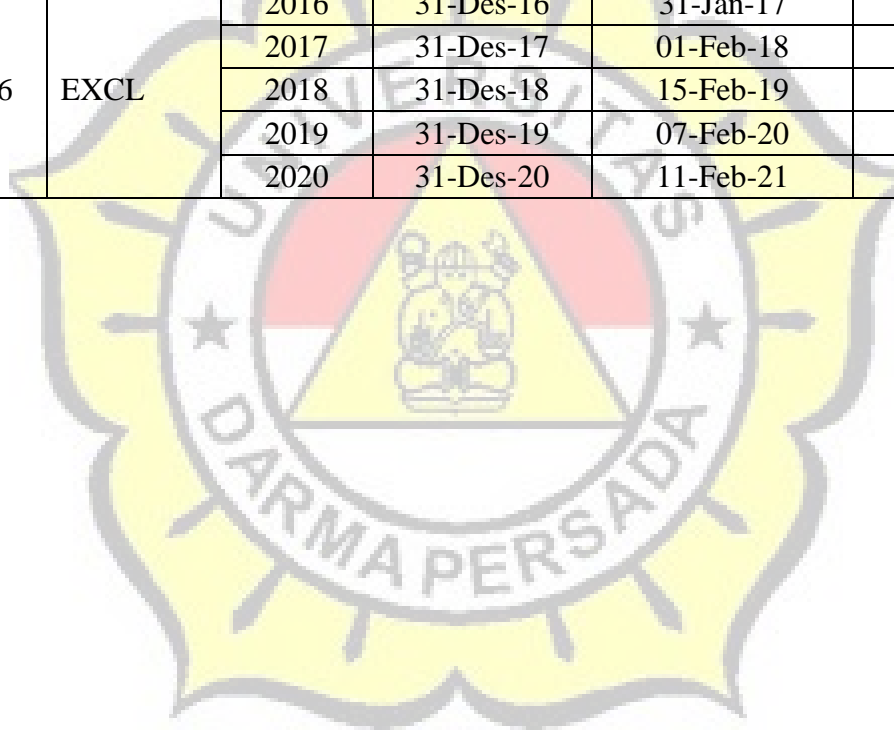 2016 31-Des-16 31-Jan-17
2017 31-Des-17 01-Feb-18
6 EXCL 2018 31-Des-18 15-Feb-19
2019 31-Des-19 07-Feb-20
2020 31-Des-20 11-Feb-21
UNIVERSITAS
DARMA PERSADA